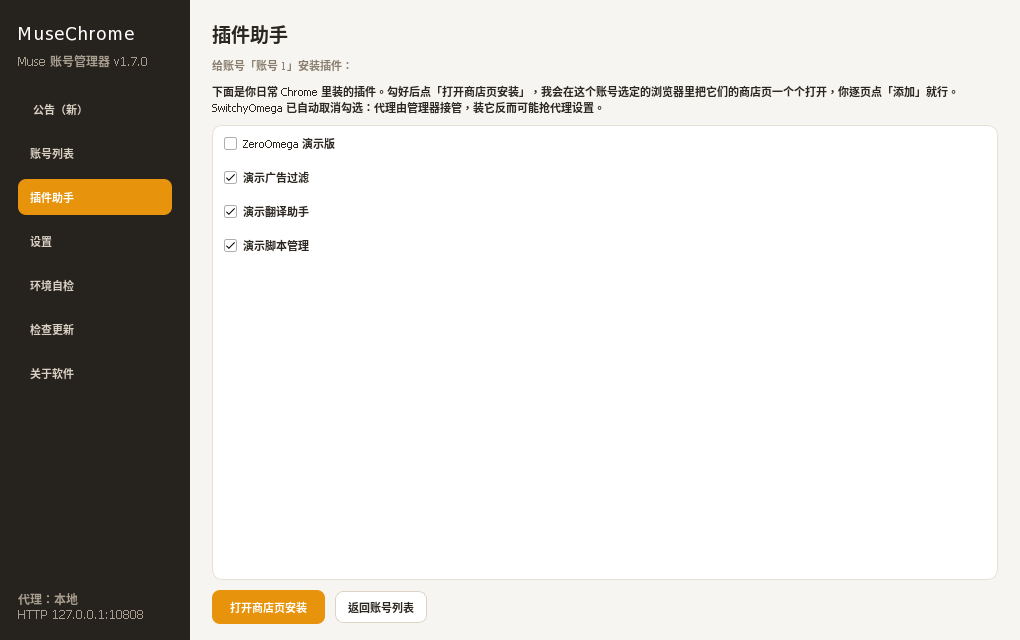 MuseChrome
Muse 账号管理器 v1.7.0
公告（新）
账号列表
插件助手
设置
环境自检
检查更新
关于软件
代理：本地
HTTP 127.0.0.1:10808
插件助手
给账号「账号 1」安装插件：
下面是你日常 Chrome 里装的插件。勾好后点「打开商店页安装」，我会在这个账号选定的浏览器里把它们的商店页一个个打开，你逐页点「添加」就行。
SwitchyOmega 已自动取消勾选：代理由管理器接管，装它反而可能抢代理设置。
ZeroOmega 演示版
演示广告过滤
演示翻译助手
演示脚本管理
打开商店页安装
返回账号列表